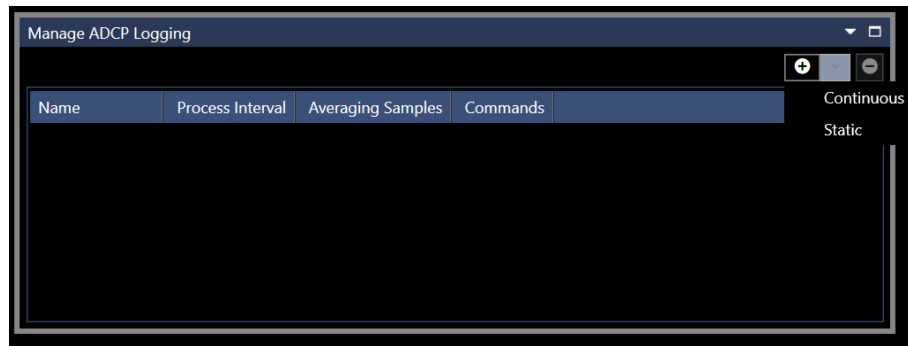 Manage ADCP Logging
Name Process Interval Averaging Samples Commands
Continuous
Static